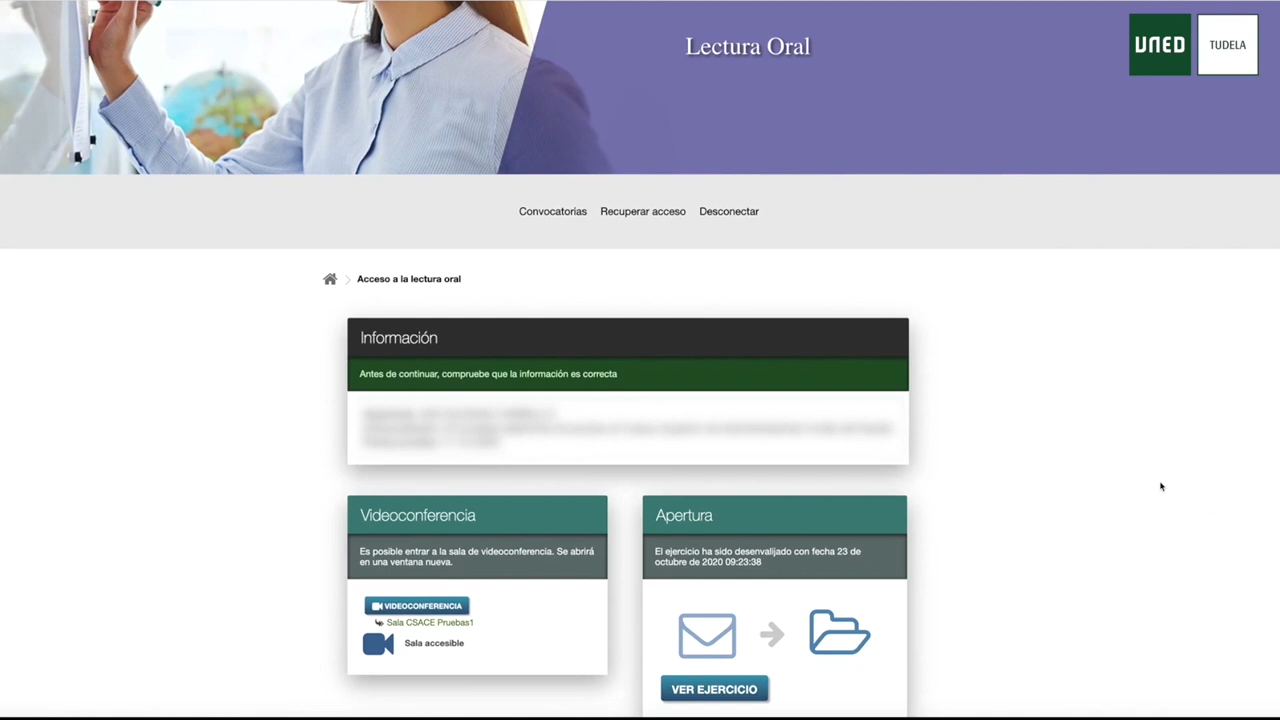 Lectura Oral
UNED
TUDELA
Convocatorias Recuperar acceso Desconectar
Acceso a la lectura oral
Información
Antes de continuar, compruebe que la información es correcta
Videoconferencia
Es posible entrar a la sala de videoconferencia. Se abrirá
en una ventana nueva.
VIDEOCONFERENCIA
Sala CSACE Pruebas1
Sala accesible
Apertura
El ejercicio ha sido desenvalijado con fecha 23 de
octubre de 2020 09:23:38
VER EJERCICIO